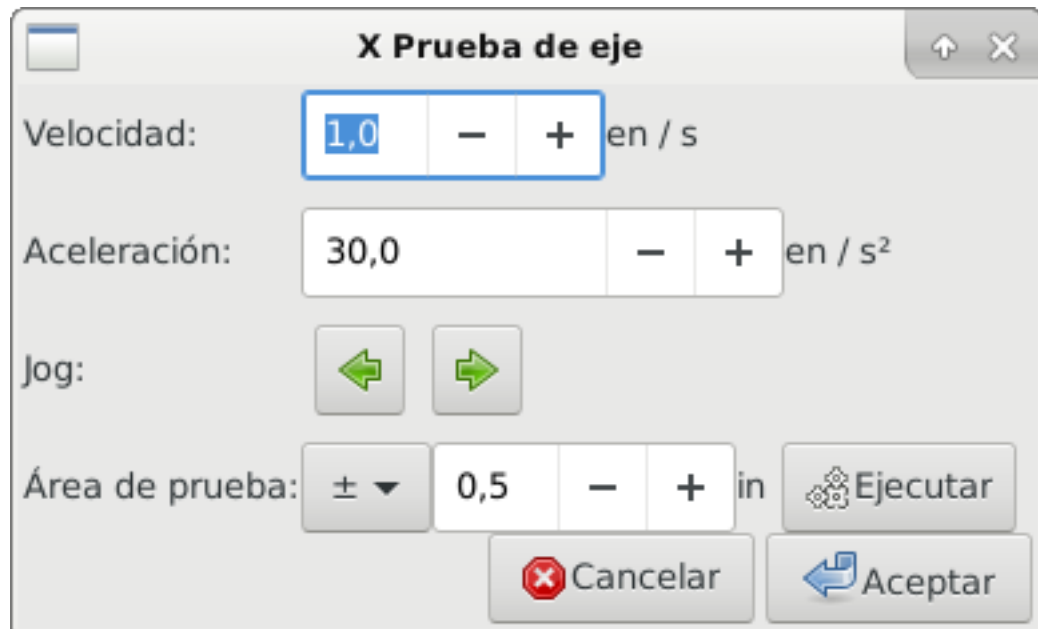 X Prueba de eje
Velocidad: 1,0 − + en / s
Aceleración: 30,0 − + en / s²
Jog:
Área de prueba: ± 0,5 − + in Ejecutar
Cancelar Aceptar